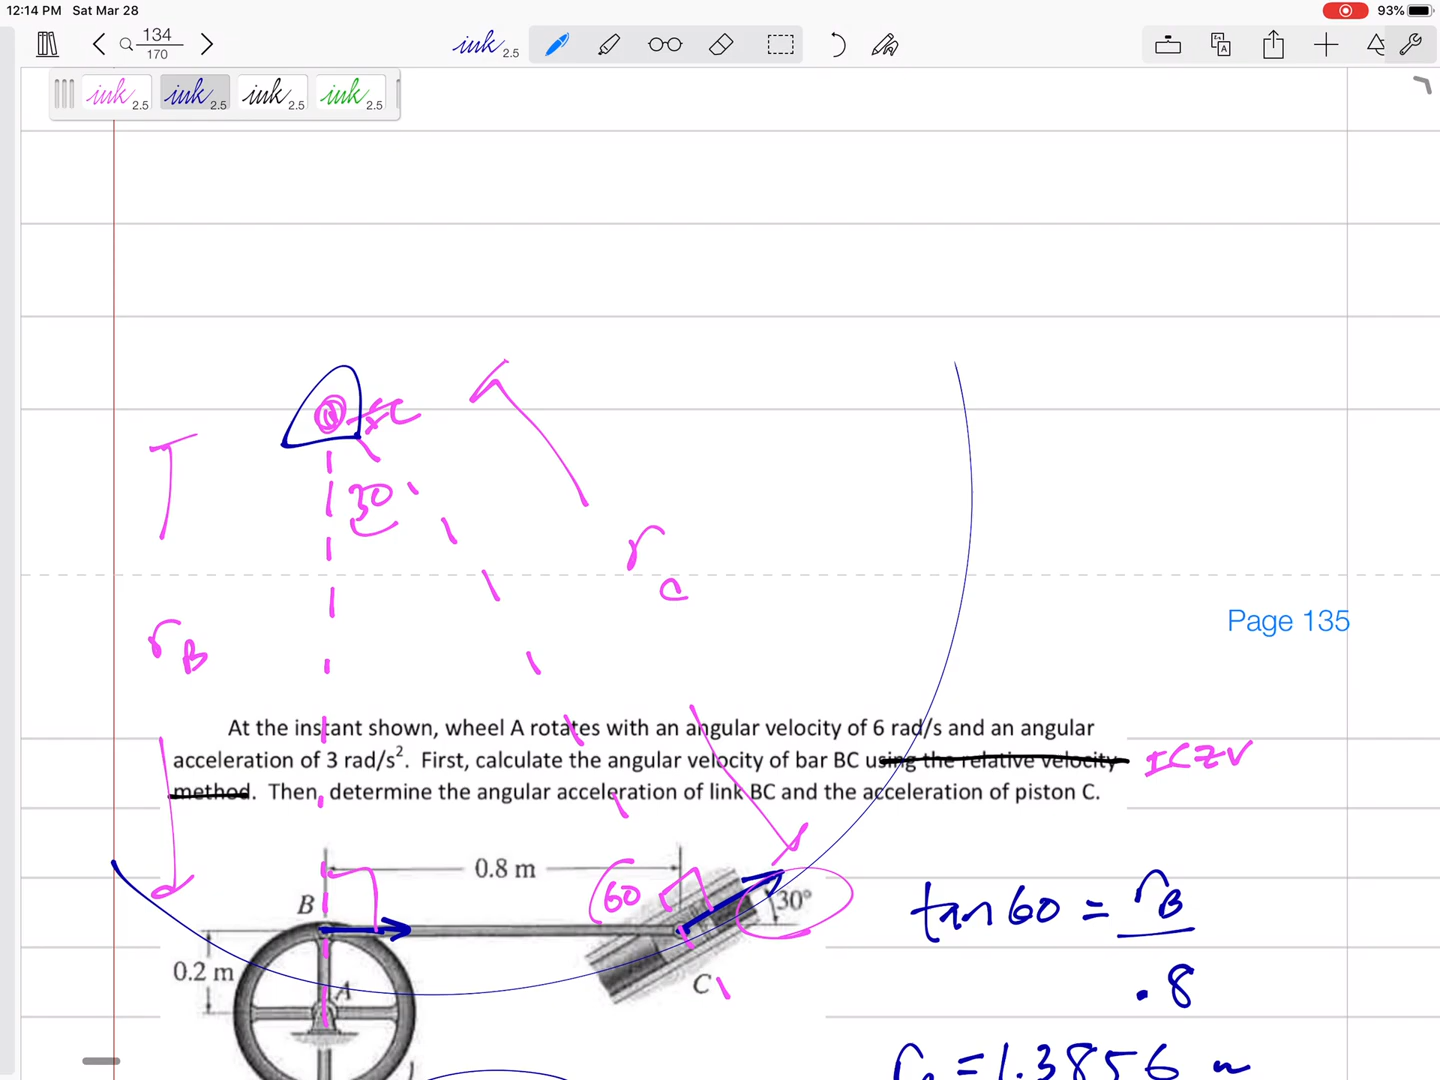 12:14 PM Sat Mar 28
93%
134
170
ink 2.5
ink 2.5
ink 2.5
ink 2.5
ink 2.5
IC
30
r C
r B
Page 135
At the instant shown, wheel A rotates with an angular velocity of 6 rad/s and an angular
acceleration of 3 rad/s². First, calculate the angular velocity of bar BC using the relative velocity
ICZV
method. Then, determine the angular acceleration of link BC and the acceleration of piston C.
0.8 m
60
30°
B
0.2 m
A
C
tan 60 = rB
.8
= 1.3856 m